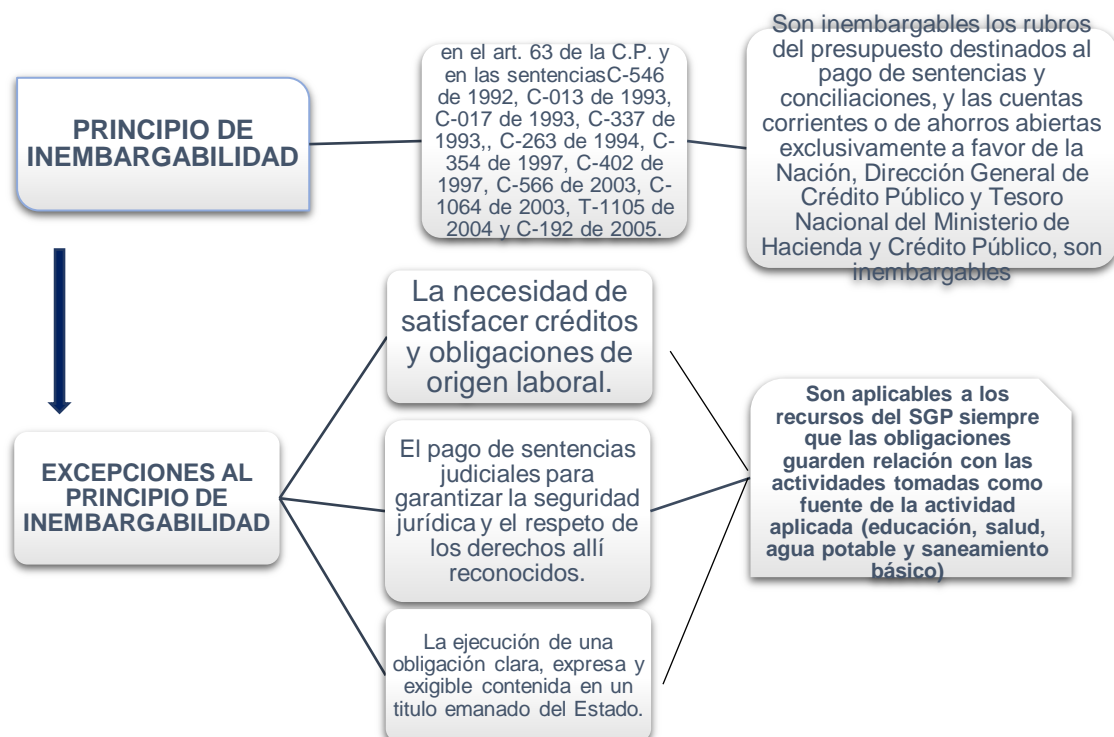 PRINCIPIO DE
INEMBARGABILIDAD
en el art. 63 de la C.P. y
en las sentenciasC-546
de 1992, C-013 de 1993,
C-017 de 1993, C-337 de
1993,, C-263 de 1994, C-
354 de 1997, C-402 de
1997, C-566 de 2003, C-
1064 de 2003, T-1105 de
2004 y C-192 de 2005.
Son inembargables los rubros
del presupuesto destinados al
pago de sentencias y
conciliaciones, y las cuentas
corrientes o de ahorros abiertas
exclusivamente a favor de la
Nación, Dirección General de
Crédito Público y Tesoro
Nacional del Ministerio de
Hacienda y Crédito Público, son
inembargables
EXCEPCIONES AL
PRINCIPIO DE
INEMBARGABILIDAD
La necesidad de
satisfacer créditos
y obligaciones de
origen laboral.
El pago de sentencias
judiciales para
garantizar la seguridad
jurídica y el respeto de
los derechos allí
reconocidos.
La ejecución de una
obligación clara, expresa y
exigible contenida en un
titulo emanado del Estado.
Son aplicables a los
recursos del SGP siempre
que las obligaciones
guarden relación con las
actividades tomadas como
fuente de la actividad
aplicada (educación, salud,
agua potable y saneamiento
básico)